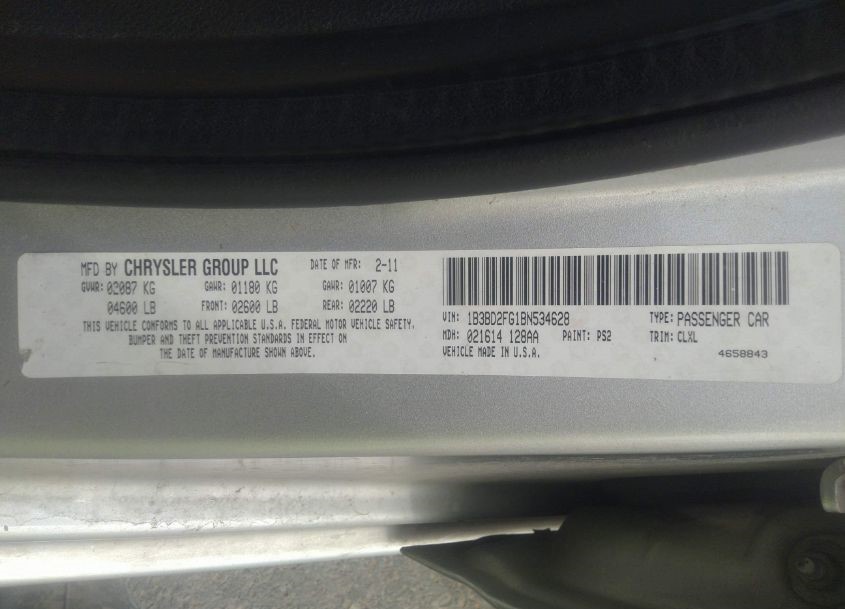 MFD BY CHRYSLER GROUP LLC DATE OF MFR: 2-11
GVWR: 02087 KG GAWR: 01180 KG GAWR: 01007 KG
04600 LB FRONT: 02600 LB REAR: 02220 LB
THIS VEHICLE CONFORMS TO ALL APPLICABLE U.S.A. FEDERAL MOTOR VEHICLE SAFETY,
BUMPER AND THEFT PREVENTION STANDARDS IN EFFECT ON
THE DATE OF MANUFACTURE SHOWN ABOVE.
VIN: 1B3BD2FG1BN534628 TYPE: PASSENGER CAR
MDH: 021614 128AA PAINT: PS2 TRIM: CLXL
VEHICLE MADE IN U.S.A. 4658843